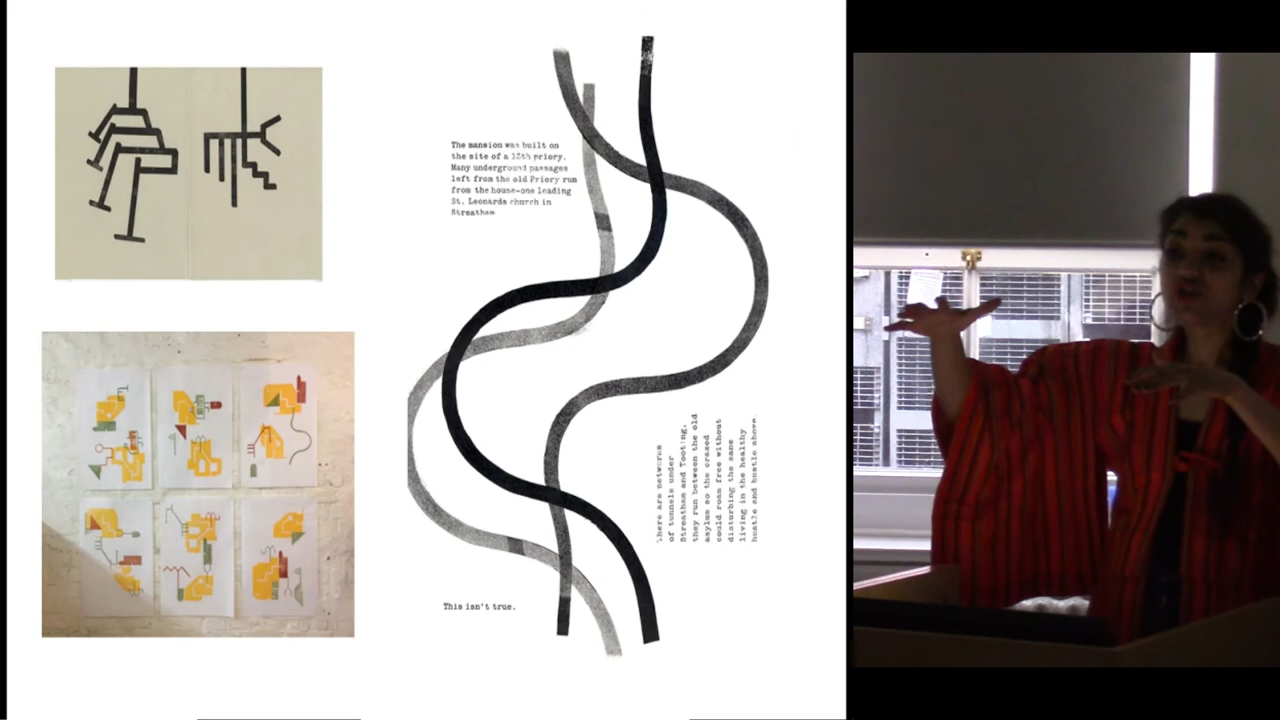 The mansion was built on
the site of a 18th priory.
Many underground passages
left from the old Priory run
from the house-one leading
St. Leonards church in
Streatham
There are networks
of tunnels under
Streatham and Tooting,
they run between the old
asylms so the crazed
could roam free without
disturbing the sane
living in the healthy
hustle and bustle above.
This isn't true.